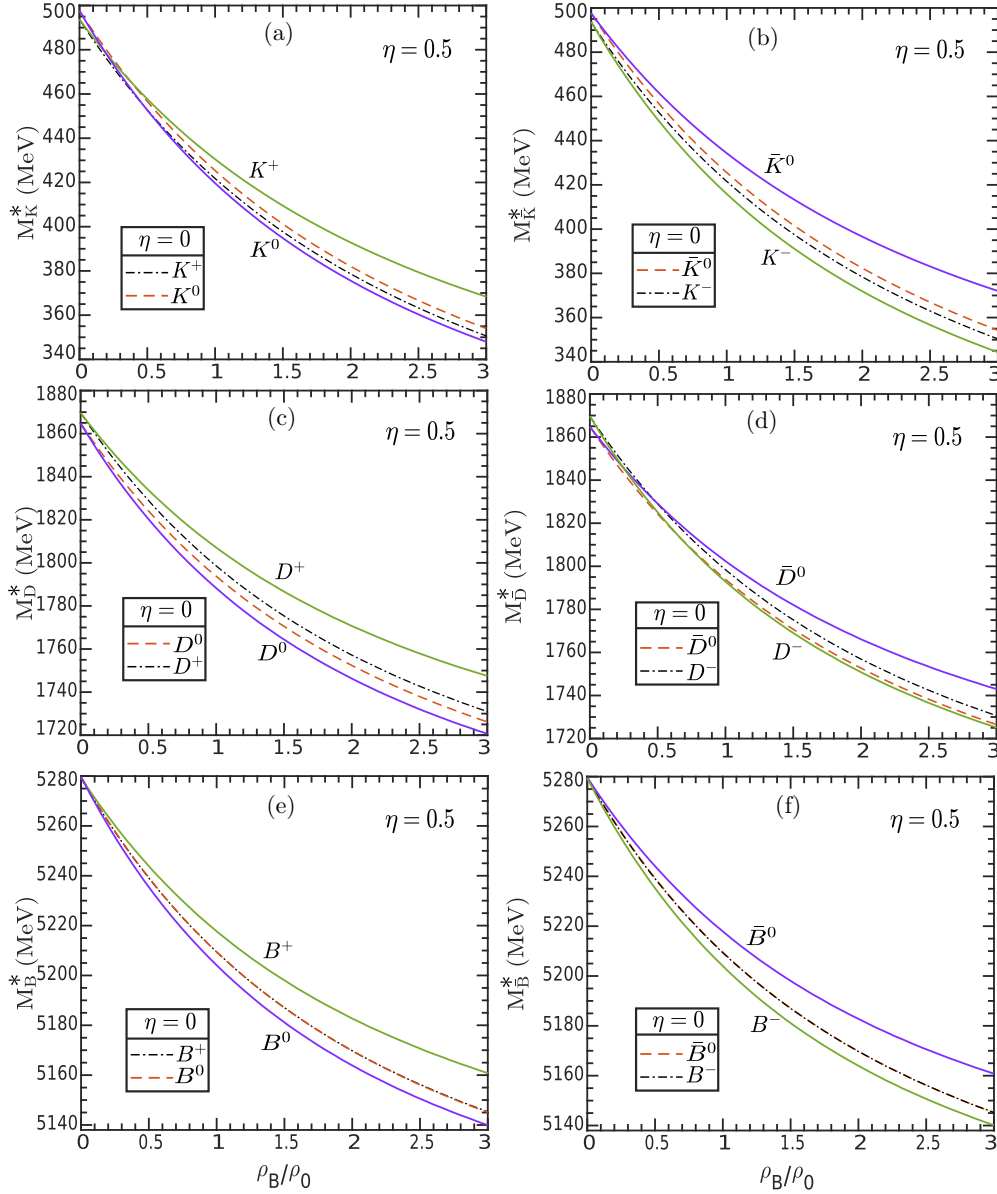 (a)
η = 0.5
500
480
460
440
420
400
380
360
340
M*K (MeV)
K⁺
K⁰
η = 0
K⁺
K⁰
0 0.5 1 1.5 2 2.5 3
(b)
η = 0.5
500
480
460
440
420
400
380
360
340
M*K̄ (MeV)
K̄⁰
K⁻
η = 0
K̄⁰
K⁻
0 0.5 1 1.5 2 2.5 3
(c)
η = 0.5
1880
1860
1840
1820
1800
1780
1760
1740
1720
M*D (MeV)
D⁺
D⁰
η = 0
D⁰
D⁺
0 0.5 1 1.5 2 2.5 3
(d)
η = 0.5
1880
1860
1840
1820
1800
1780
1760
1740
1720
M*D̄ (MeV)
D̄⁰
D⁻
η = 0
D̄⁰
D⁻
0 0.5 1 1.5 2 2.5 3
(e)
η = 0.5
5280
5260
5240
5220
5200
5180
5160
5140
M*B (MeV)
B⁺
B⁰
η = 0
B⁺
B⁰
0 0.5 1 1.5 2 2.5 3
ρB/ρ0
(f)
η = 0.5
5280
5260
5240
5220
5200
5180
5160
5140
M*B̄ (MeV)
B̄⁰
B⁻
η = 0
B̄⁰
B⁻
0 0.5 1 1.5 2 2.5 3
ρB/ρ0